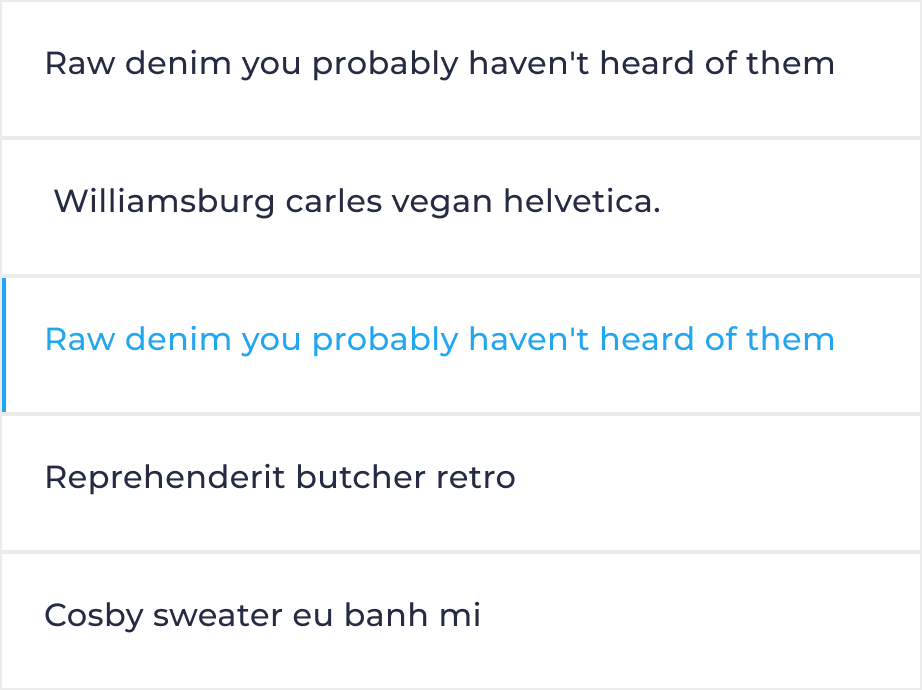 Raw denim you probably haven't heard of them
Williamsburg carles vegan helvetica.
Raw denim you probably haven't heard of them
Reprehenderit butcher retro
Cosby sweater eu banh mi